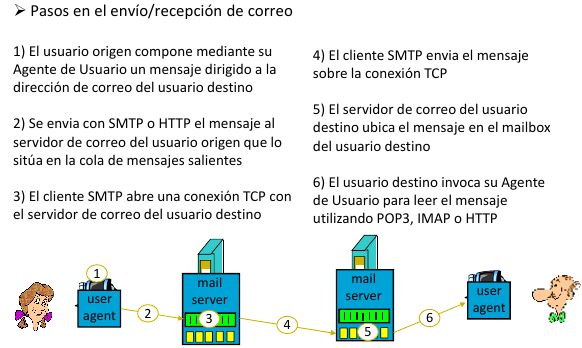 ➢ Pasos en el envío/recepción de correo
1) El usuario origen compone mediante su
Agente de Usuario un mensaje dirigido a la
dirección de correo del usuario destino
2) Se envia con SMTP o HTTP el mensaje al
servidor de correo del usuario origen que lo
sitúa en la cola de mensajes salientes
3) El cliente SMTP abre una conexión TCP con
el servidor de correo del usuario destino
4) El cliente SMTP envia el mensaje
sobre la conexión TCP
5) El servidor de correo del usuario
destino ubica el mensaje en el mailbox
del usuario destino
6) El usuario destino invoca su Agente
de Usuario para leer el mensaje
utilizando POP3, IMAP o HTTP
1
user
agent
2
mail
server
3
4
mail
server
5
6
user
agent